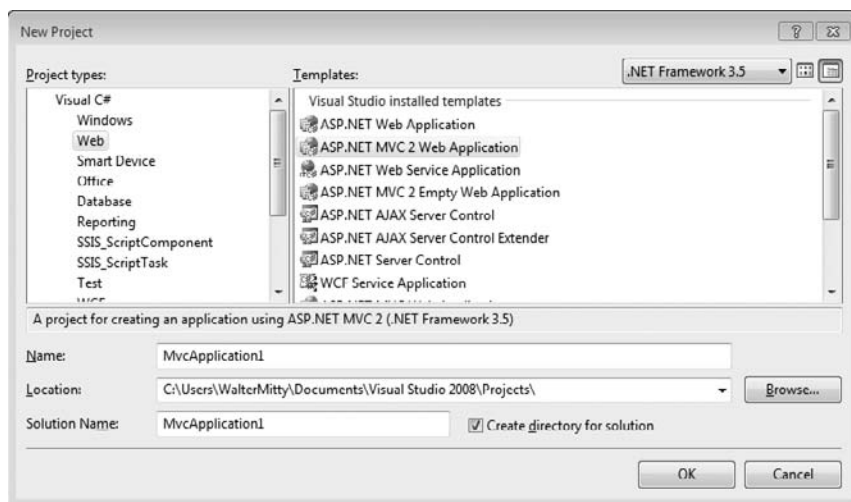 New Project
Project types:
Templates:
.NET Framework 3.5
Visual C#
Windows
Web
Smart Device
Office
Database
Reporting
SSIS_ScriptComponent
SSIS_ScriptTask
Test
WCF
Visual Studio installed templates
ASP.NET Web Application
ASP.NET MVC 2 Web Application
ASP.NET Web Service Application
ASP.NET MVC 2 Empty Web Application
ASP.NET AJAX Server Control
ASP.NET AJAX Server Control Extender
ASP.NET Server Control
WCF Service Application
A project for creating an application using ASP.NET MVC 2 (.NET Framework 3.5)
Name: MvcApplication1
Location: C:\Users\WalterMitty\Documents\Visual Studio 2008\Projects\ Browse...
Solution Name: MvcApplication1 Create directory for solution
OK Cancel